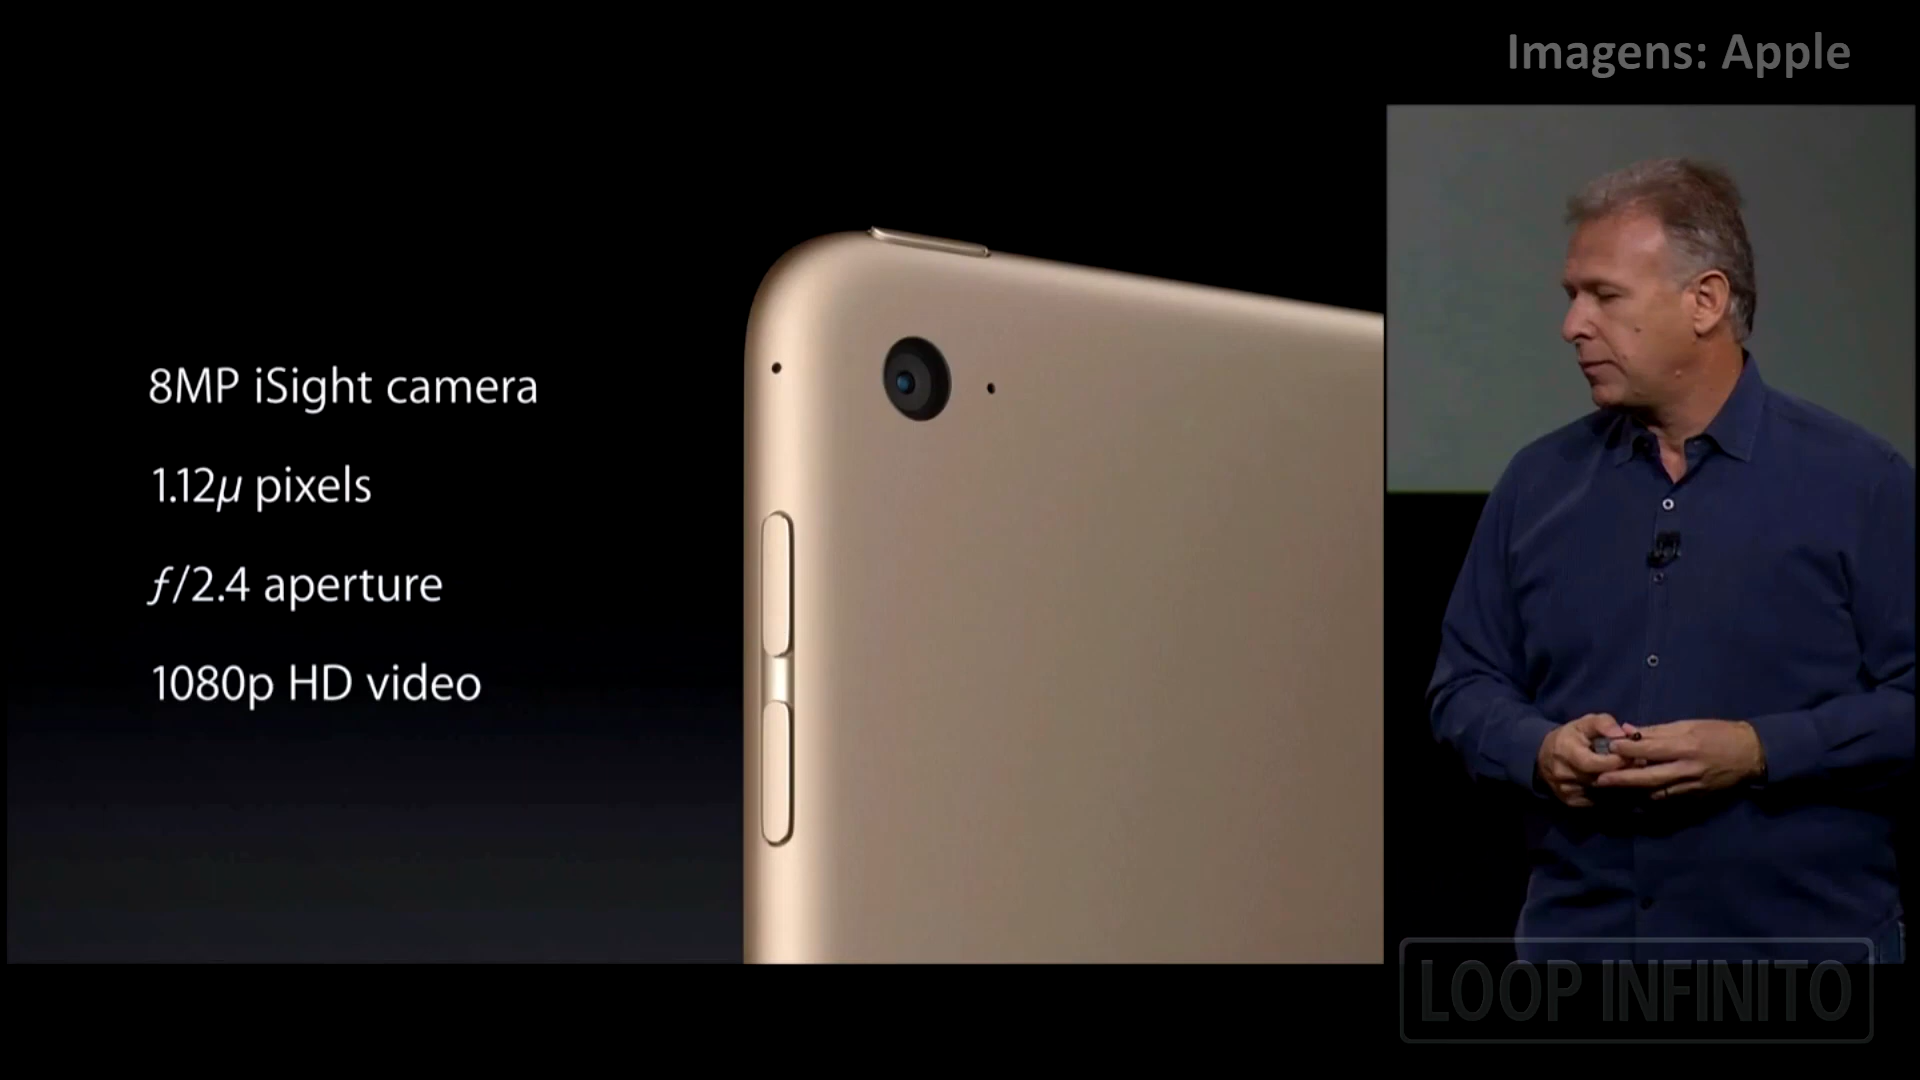 Imagens: Apple
8MP iSight camera
1.12μ pixels
ƒ/2.4 aperture
1080p HD video
LOOP INFINITO